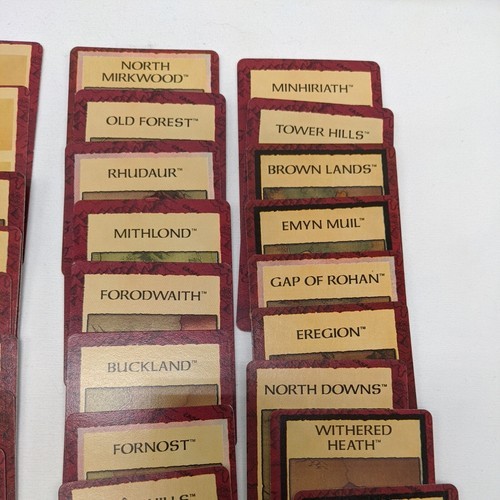 NORTH
MIRKWOOD™
OLD FOREST™
RHUDAUR™
MITHLOND™
FORODWAITH™
BUCKLAND™
FORNOST™
HILLS™
MINHIRIATH™
TOWER HILLS™
BROWN LANDS™
EMYN MUIL™
GAP OF ROHAN™
EREGION™
NORTH DOWNS™
WITHERED
HEATH™